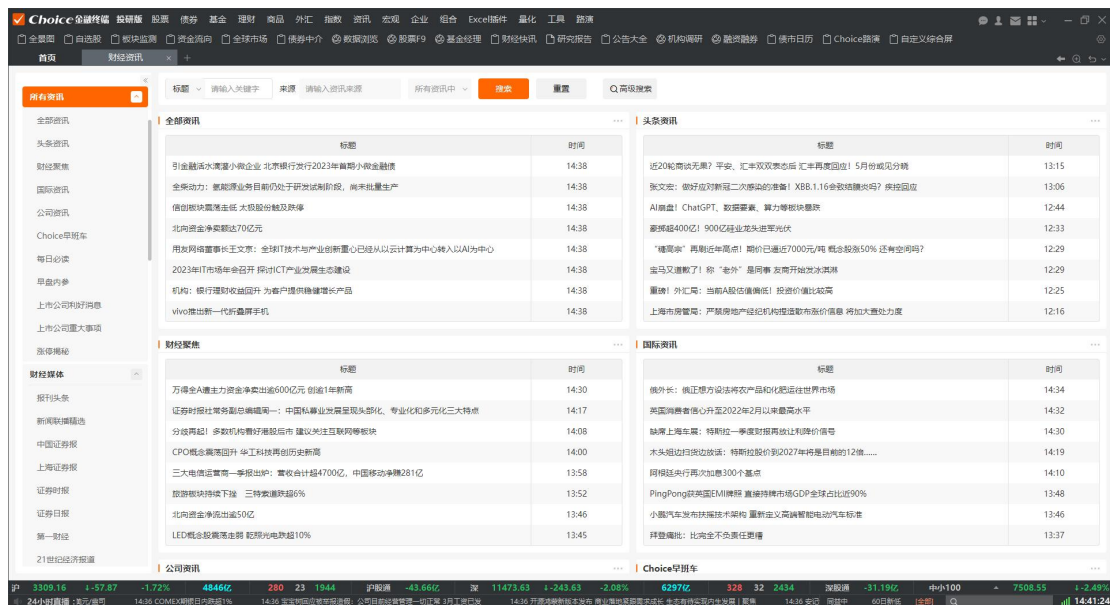 Choice金融终端 投研版 股票 债券 基金 理财 商品 外汇 指数 资讯 宏观 企业 组合 Excel插件 量化 工具 路演
全景图 自选股 板块监测 资金流向 全球市场 债券中介 数据浏览 股票F9 基金经理 财经快讯 研究报告 公告大全 机构调研 融资融券 债市日历 Choice路演 自定义综合屏
首页 财经资讯 × +
所有资讯
标题 请输入关键字 来源 请输入资讯来源 所有资讯中 搜索 重置 高级搜索
全部资讯
头条资讯
财经聚焦
国际资讯
公司资讯
Choice早班车
每日必读
早盘内参
上市公司利好消息
上市公司重大事项
涨停揭秘
财经媒体
报刊头条
新闻联播精选
中国证券报
上海证券报
证券时报
证券日报
第一财经
21世纪经济报道
全部资讯
标题 时间
引金融活水滴灌小微企业 北京银行发行2023年首期小微金融债 14:38
全柴动力：氢能源业务目前仍处于研发试制阶段，尚未批量生产 14:38
信创板块震荡走低 太极股份触及跌停 14:38
北向资金净卖额达70亿元 14:38
用友网络董事长王文京：全球IT技术与产业创新重心已经从以云计算为中心转入以AI为中心 14:38
2023年IT市场年会召开 探讨ICT产业发展生态建设 14:38
机构：银行理财收益回升 为客户提供稳健增长产品 14:38
vivo推出新一代折叠屏手机 14:38
头条资讯
标题 时间
近20轮商谈无果？平安、汇丰双双表态后 汇丰再度回应！5月份或见分晓 13:15
张文宏：做好应对新冠二次感染的准备！XBB.1.16会致结膜炎吗？疾控回应 13:06
AI崩盘！ChatGPT、数据要素、算力等板块暴跌 12:44
豪掷超400亿！900亿硅业龙头进军光伏 12:33
“糖高宗”再刷近年高点！期价已逼近7000元/吨 概念股涨50% 还有空间吗？ 12:29
宝马又道歉了！称“老外”是同事 友商开始发冰淇淋 12:29
重磅！外汇局：当前A股估值偏低！投资价值比较高 12:25
上海市房管局：严禁房地产经纪机构捏造散布涨价信息 将加大查处力度 12:16
财经聚焦
标题 时间
万得全A遭主力资金净卖出逾600亿元 创逾1年新高 14:30
证券时报社常务副总编辑周一：中国私募业发展呈现头部化、专业化和多元化三大特点 14:17
分歧再起！多数机构看好港股后市 建议关注互联网等板块 14:08
CPO概念震荡回升 华工科技再创历史新高 14:00
三大电信运营商一季报出炉：营收合计超4700亿，中国移动净赚281亿 13:58
旅游板块持续下挫 三特索道跌超6% 13:52
北向资金净流出逾50亿 13:46
LED概念股震荡走弱 乾照光电跌超10% 13:45
国际资讯
标题 时间
俄外长：俄正想方设法将农产品和化肥运往世界市场 14:34
英国消费者信心升至2022年2月以来最高水平 14:32
缺席上海车展：特斯拉一季度财报再放让利降价信号 14:30
木头姐边扫货边放话：特斯拉股价到2027年将是目前的12倍…… 14:19
阿根廷央行再次加息300个基点 14:10
PingPong获英国EMI牌照 直接持牌市场GDP全球占比近90% 13:48
小鹏汽车发布扶摇技术架构 重新定义高端智能电动汽车标准 13:46
拜登痛批：比完全不负责任更糟 13:37
公司资讯
Choice早班车
沪 3309.16 ↓-57.87 -1.72% 4846亿 280 23 1944 沪股通 -43.66亿 深 11473.63 ↓-243.63 -2.08% 6297亿 328 32 2434 深股通 -31.19亿 中小100 7508.55 ↓-2.49%
24小时直播 14:36 COMEX期银日内跌超1% 14:36 14:36 14:36 安记 60日新低 [全部] 14:41:24